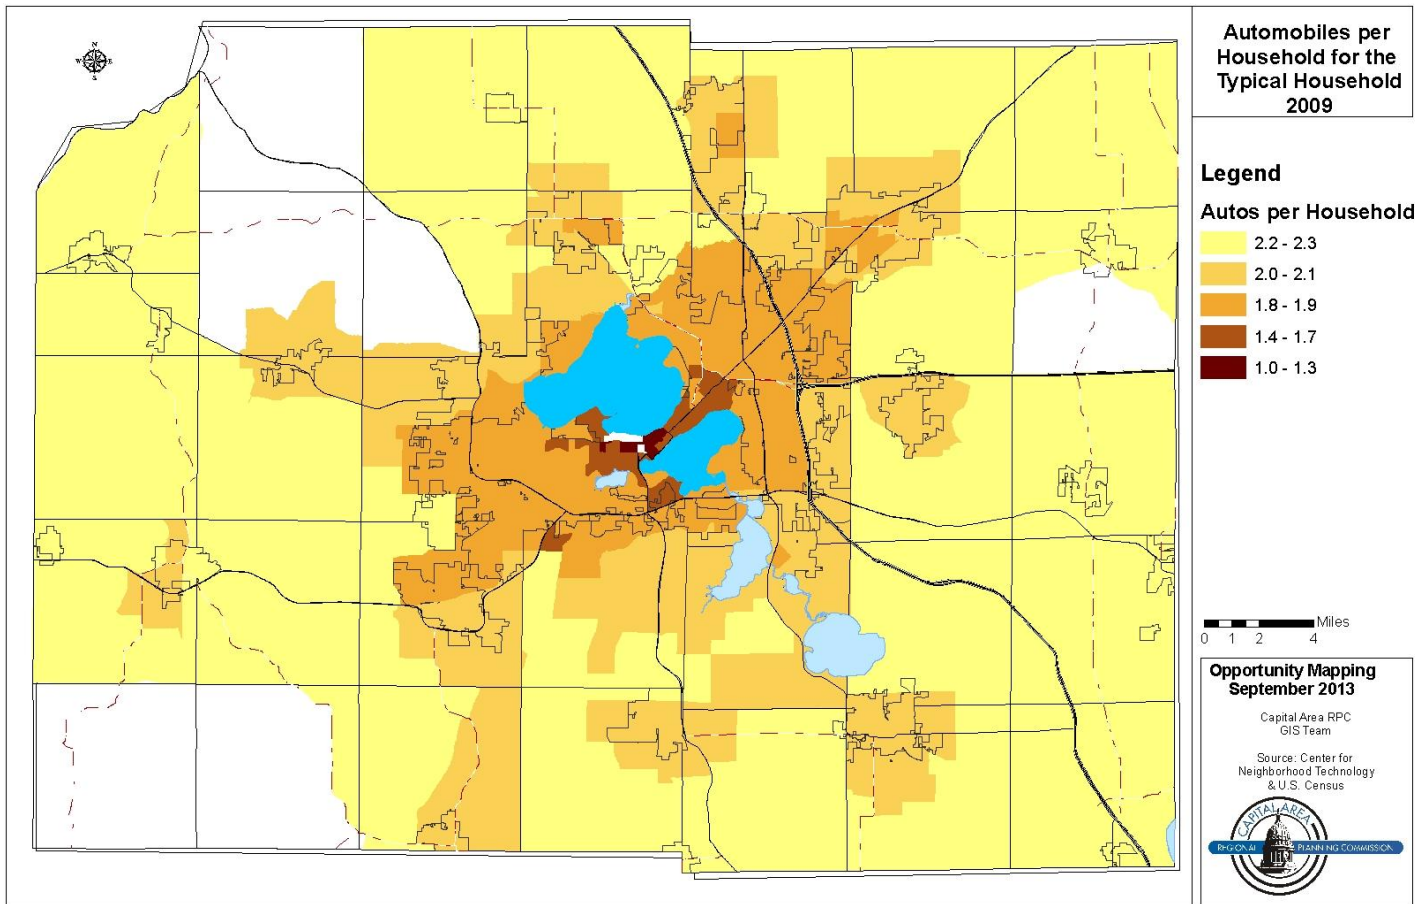 N
W E
S
Automobiles per
Household for the
Typical Household
2009
Legend
Autos per Household
2.2 - 2.3
2.0 - 2.1
1.8 - 1.9
1.4 - 1.7
1.0 - 1.3
Miles
0 1 2 4
Opportunity Mapping
September 2013
Capital Area RPC
GIS Team
Source: Center for
Neighborhood Technology
& U.S. Census
CAPITAL AREA
REGIONAL PLANNING COMMISSION